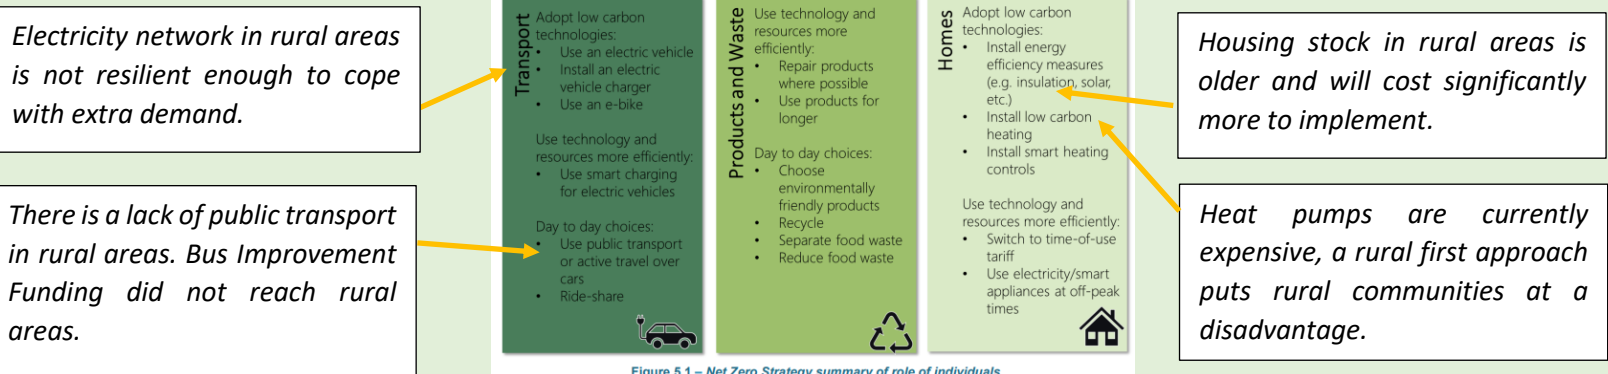 Electricity network in rural areas
is not resilient enough to cope
with extra demand.
There is a lack of public transport
in rural areas. Bus Improvement
Funding did not reach rural
areas.
Transport
Adopt low carbon
technologies:
• Use an electric vehicle
• Install an electric
vehicle charger
• Use an e-bike
Use technology and
resources more efficiently:
• Use smart charging
for electric vehicles
Day to day choices:
• Use public transport
or active travel over
cars
• Ride-share
Products and Waste
Use technology and
resources more
efficiently:
• Repair products
where possible
• Use products for
longer
Day to day choices:
• Choose
environmentally
friendly products
• Recycle
• Separate food waste
• Reduce food waste
Homes
Adopt low carbon
technologies:
• Install energy
efficiency measures
(e.g. insulation, solar,
etc.)
• Install low carbon
heating
• Install smart heating
controls
Use technology and
resources more efficiently:
• Switch to time-of-use
tariff
• Use electricity/smart
appliances at off-peak
times
Housing stock in rural areas is
older and will cost significantly
more to implement.
Heat pumps are currently
expensive, a rural first approach
puts rural communities at a
disadvantage.
Figure 5.1 – Net Zero Strategy summary of role of individuals